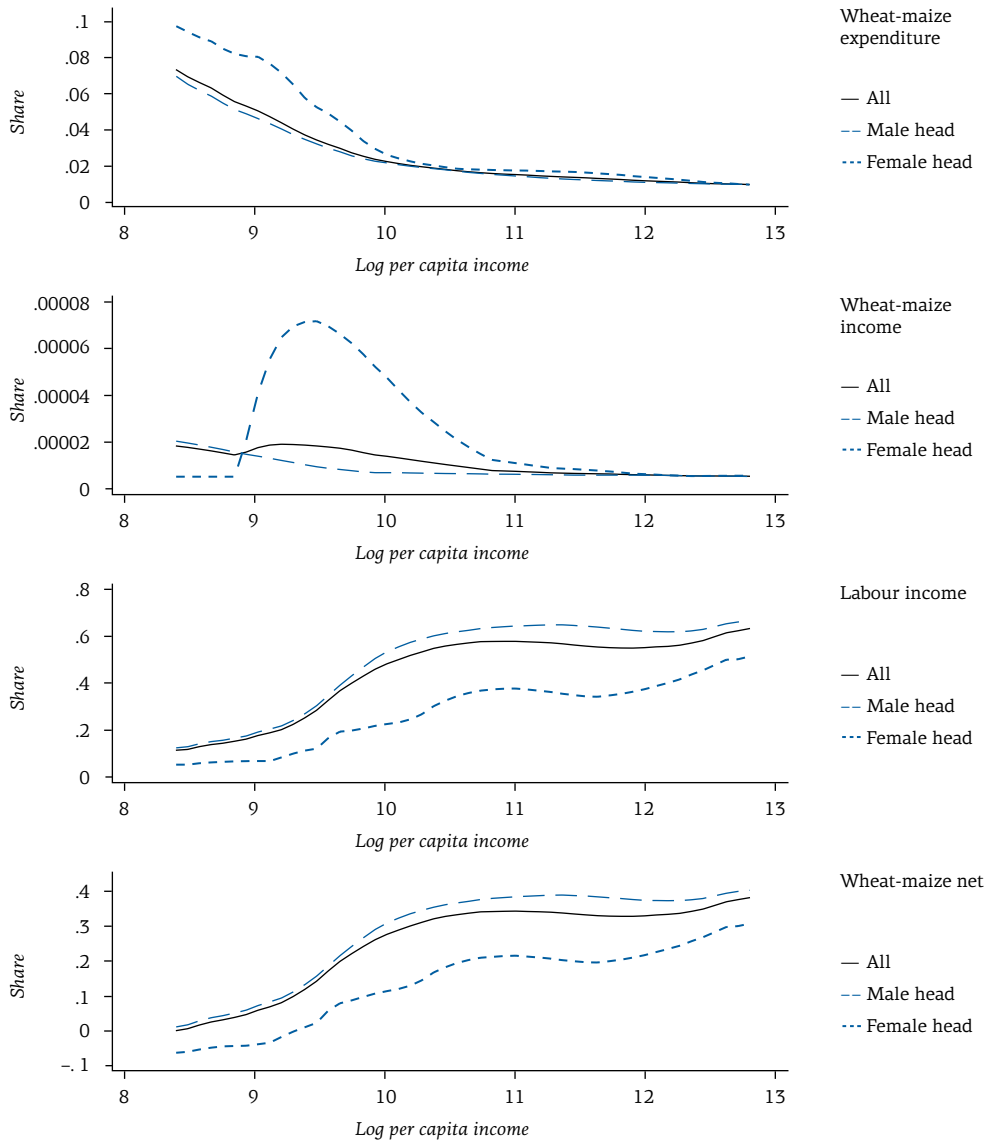 Wheat-maize
expenditure
All
Male head
Female head
Share
.1
.08
.06
.04
.02
0
8 9 10 11 12 13
Log per capita income
Wheat-maize
income
All
Male head
Female head
Share
.00008
.00006
.00004
.00002
0
8 9 10 11 12 13
Log per capita income
Labour income
All
Male head
Female head
Share
.8
.6
.4
.2
0
8 9 10 11 12 13
Log per capita income
Wheat-maize net
All
Male head
Female head
Share
.4
.3
.2
.1
0
–. 1
8 9 10 11 12 13
Log per capita income